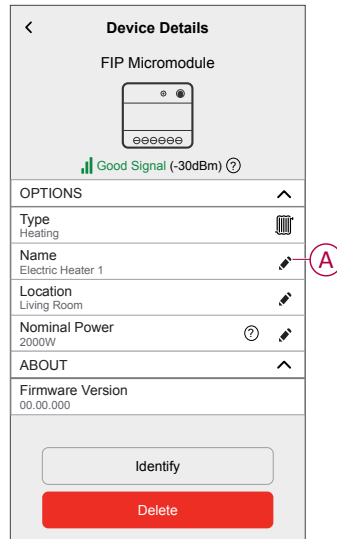 Device Details
FIP Micromodule
Good Signal (-30dBm) ?
OPTIONS
Type
Heating
Name
Electric Heater 1
A
Location
Living Room
Nominal Power
2000W
?
ABOUT
Firmware Version
00.00.000
Identify
Delete